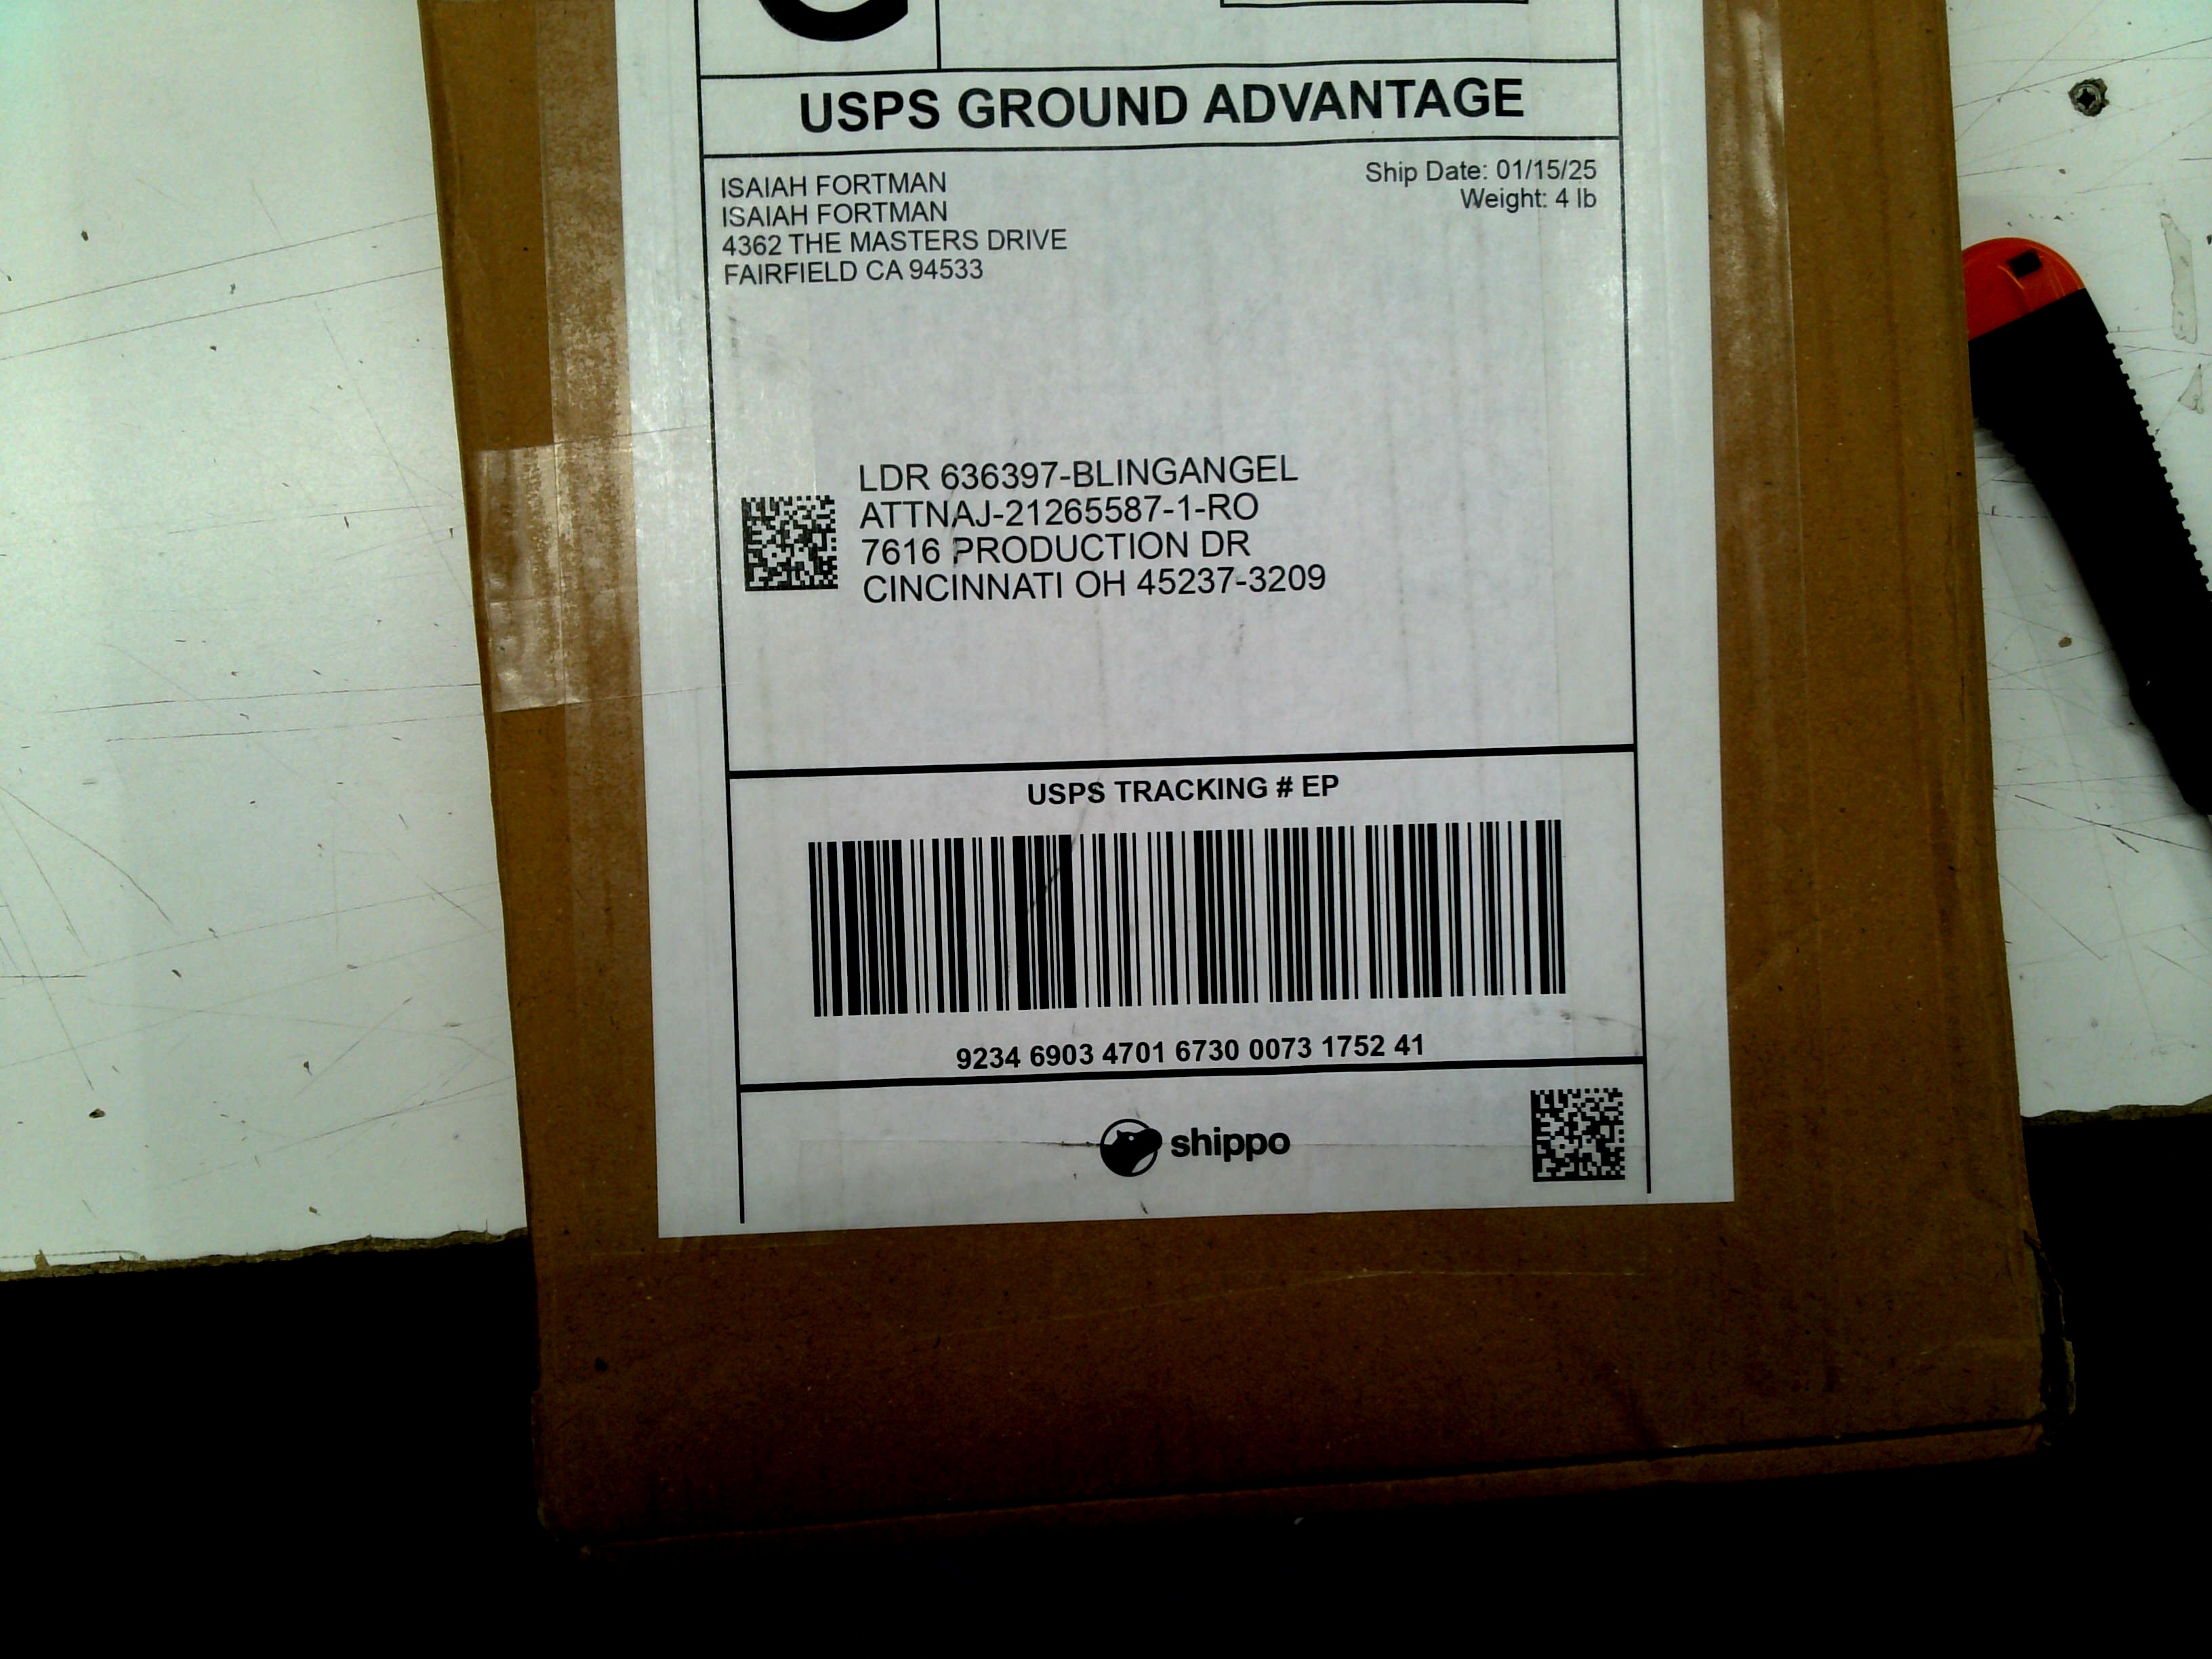 USPS GROUND ADVANTAGE
ISAIAH FORTMAN
ISAIAH FORTMAN
4362 THE MASTERS DRIVE
FAIRFIELD CA 94533
Ship Date: 01/15/25
Weight: 4 lb
LDR 636397-BLINGANGEL
ATTNAJ-21265587-1-RO
7616 PRODUCTION DR
CINCINNATI OH 45237-3209
USPS TRACKING # EP
9234 6903 4701 6730 0073 1752 41
shippo